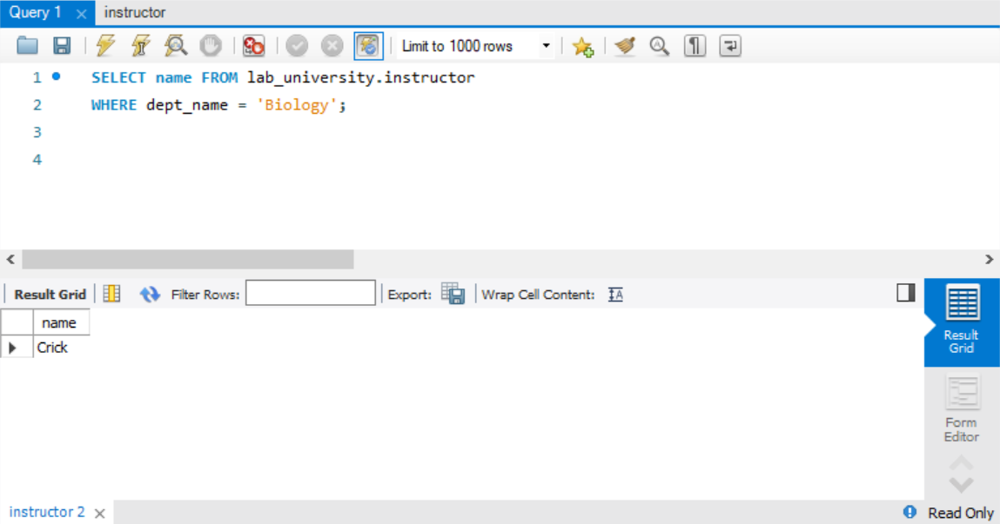 Query 1
instructor
Limit to 1000 rows
1 SELECT name FROM lab_university.instructor
2 WHERE dept_name = 'Biology';
3
4
Result Grid Filter Rows: Export: Wrap Cell Content: IA
name
Crick
Result
Grid
Form
Editor
instructor 2
Read Only